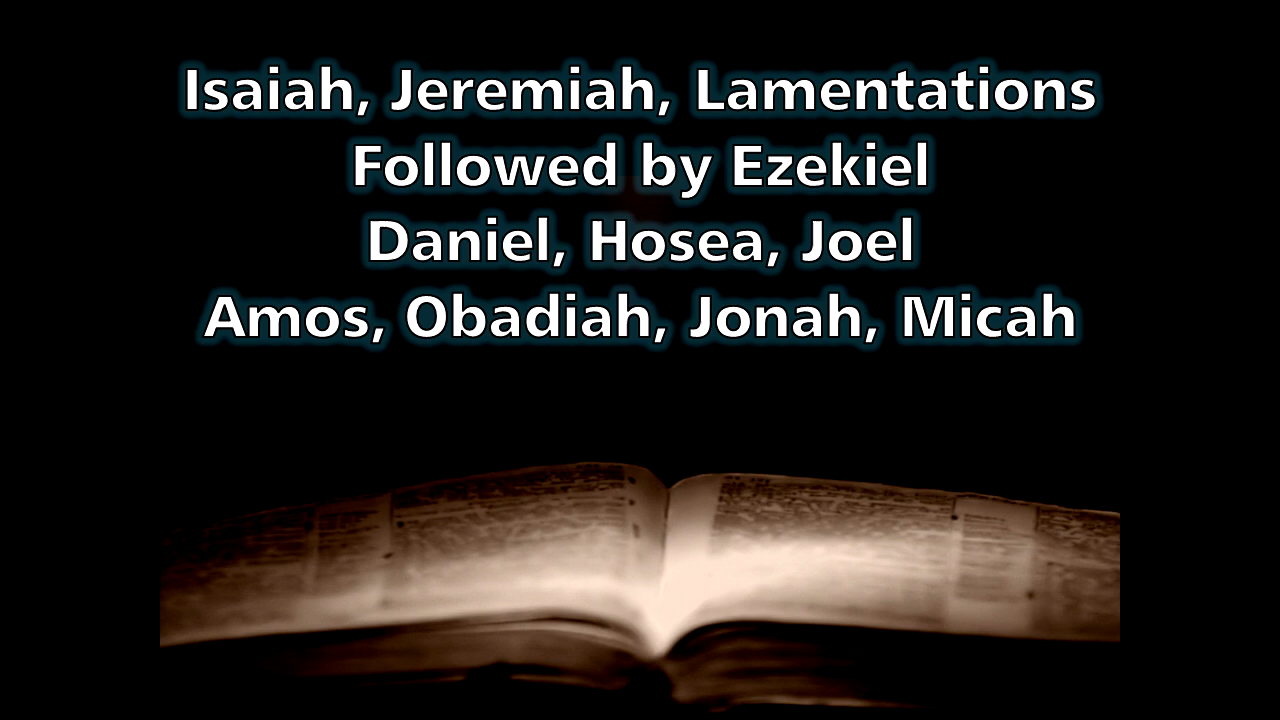 Isaiah, Jeremiah, Lamentations
Followed by Ezekiel
Daniel, Hosea, Joel
Amos, Obadiah, Jonah, Micah